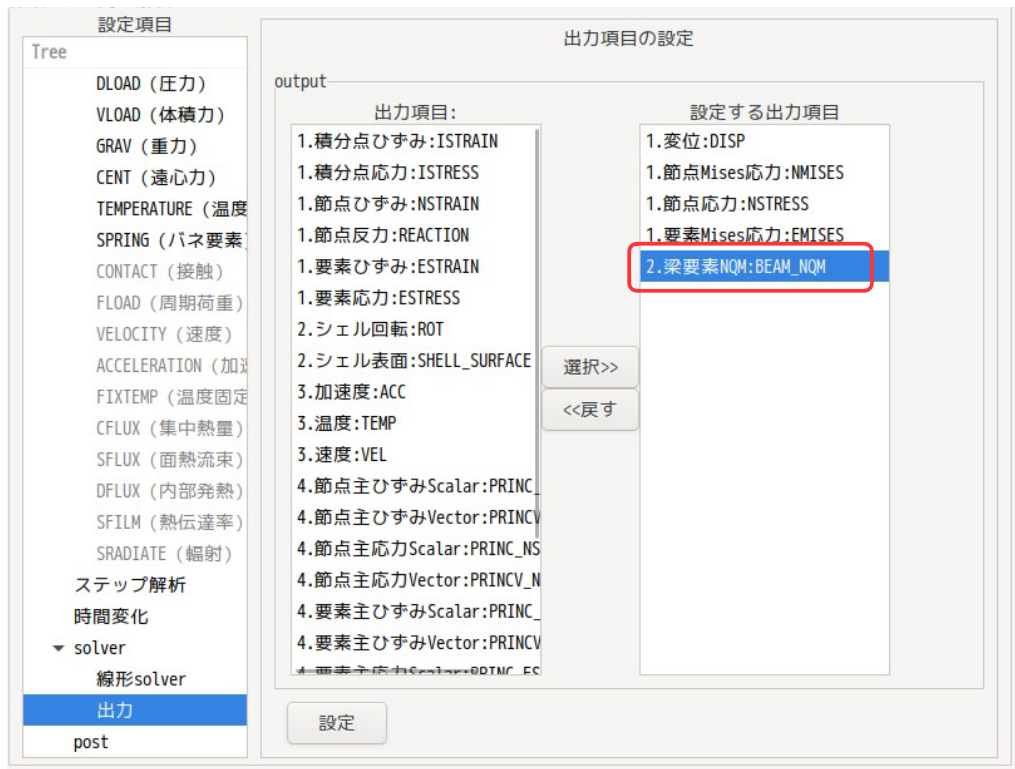 設定項目
Tree
DLOAD (圧力)
VLOAD (体積力)
GRAV (重力)
CENT (遠心力)
TEMPERATURE (温度
SPRING (バネ要素)
CONTACT (接触)
FLOAD (周期荷重)
VELOCITY (速度)
ACCELERATION (加速
FIXTEMP (温度固定
CFLUX (集中熱量)
SFLUX (面熱流束)
DFLUX (内部発熱)
SFILM (熱伝達率)
SRADIATE (輻射)
ステップ解析
時間変化
solver
線形solver
出力
post
出力項目の設定
output
出力項目:
1.積分点ひずみ:ISTRAIN
1.積分点応力:ISTRESS
1.節点ひずみ:NSTRAIN
1.節点反力:REACTION
1.要素ひずみ:ESTRAIN
1.要素応力:ESTRESS
2.シェル回転:ROT
2.シェル表面:SHELL_SURFACE
3.加速度:ACC
3.温度:TEMP
3.速度:VEL
4.節点主ひずみScalar:PRINC_
4.節点主ひずみVector:PRINCV
4.節点主応力Scalar:PRINC_NS
4.節点主応力Vector:PRINCV_N
4.要素主ひずみScalar:PRINC_
4.要素主ひずみVector:PRINCV
4.要素主応力Scalar:PRINC_ES
選択>>
<<戻す
設定する出力項目
1.変位:DISP
1.節点Mises応力:NMISES
1.節点応力:NSTRESS
1.要素Mises応力:EMISES
2.梁要素NQM:BEAM_NQM
設定